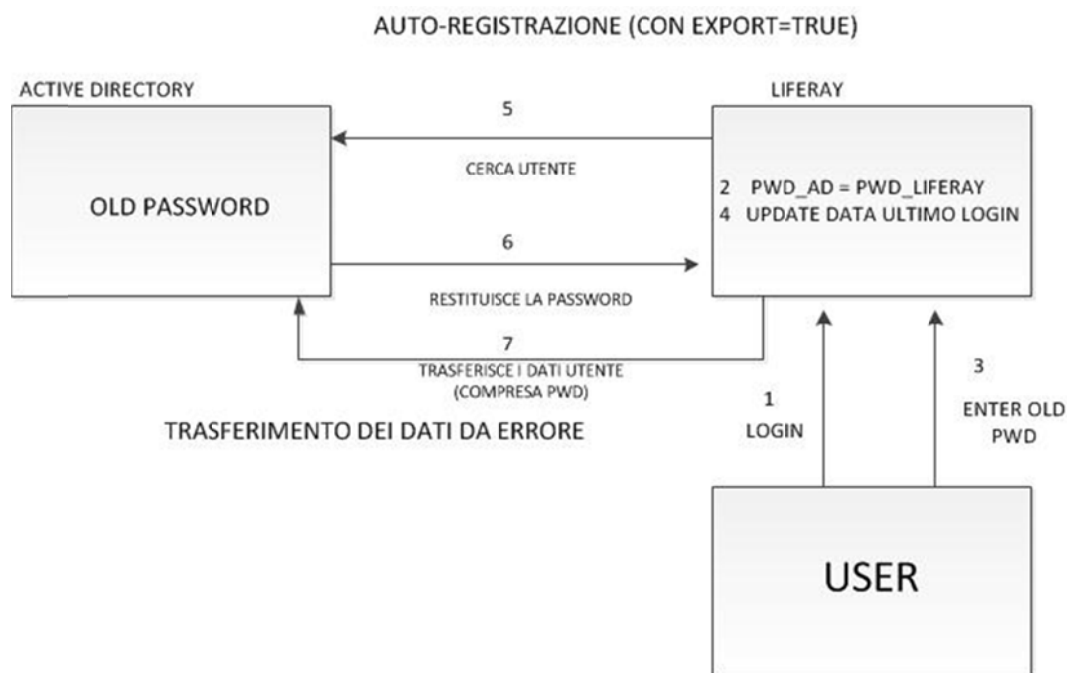 AUTO-REGISTRAZIONE (CON EXPORT=TRUE)
ACTIVE DIRECTORY
LIFERAY
5
CERCA UTENTE
OLD PASSWORD
2 PWD_AD = PWD_LIFERAY
4 UPDATE DATA ULTIMO LOGIN
6
RESTITUISCE LA PASSWORD
7
TRASFERISCE I DATI UTENTE
(COMPRESA PWD)
TRASFERIMENTO DEI DATI DA ERRORE
1
LOGIN
3
ENTER OLD
PWD
USER